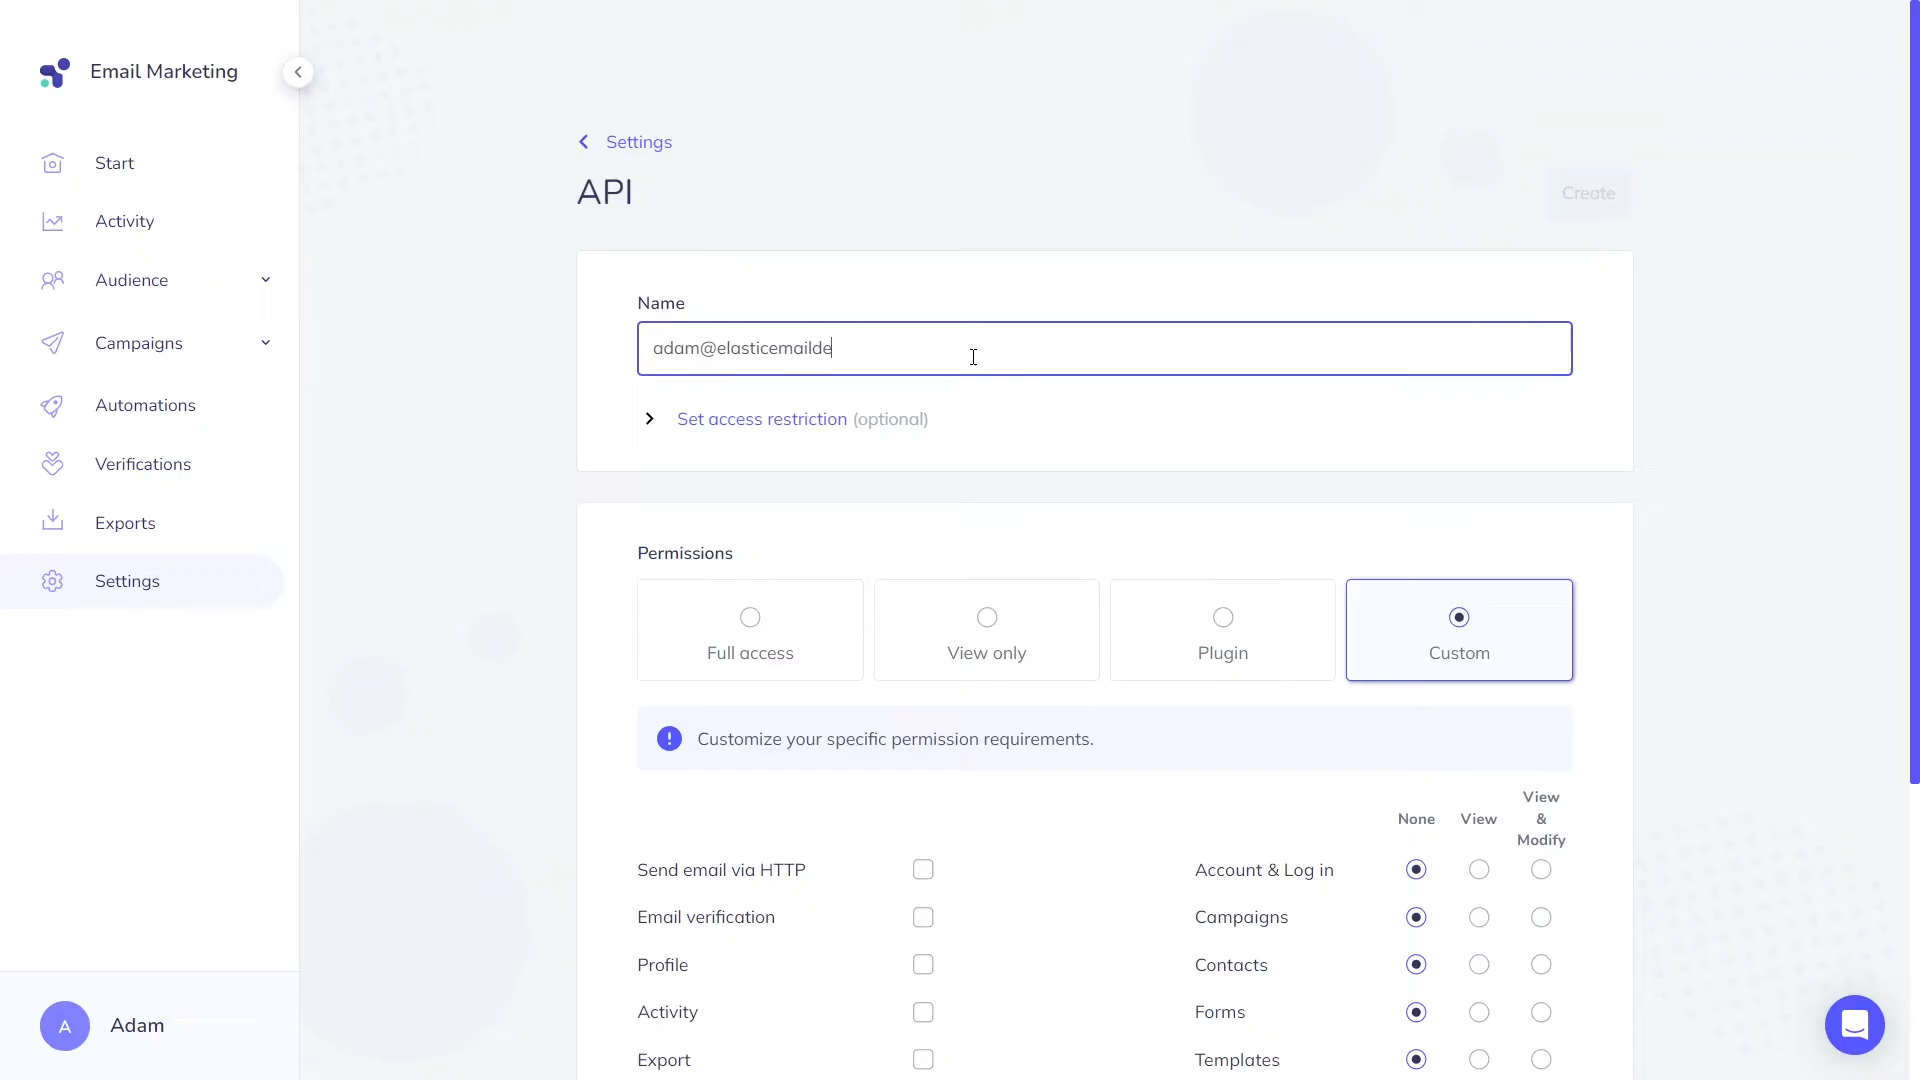 Email Marketing
Start
Activity
Audience
Campaigns
Automations
Verifications
Exports
Settings
A
Adam
Settings
API
Create
Name
adam@elasticemailde
Set access restriction (optional)
Permissions
Full access
View only
Plugin
Custom
Customize your specific permission requirements.
None
View
View
&
Modify
Send email via HTTP
Email verification
Profile
Activity
Export
Account & Log in
Campaigns
Contacts
Forms
Templates